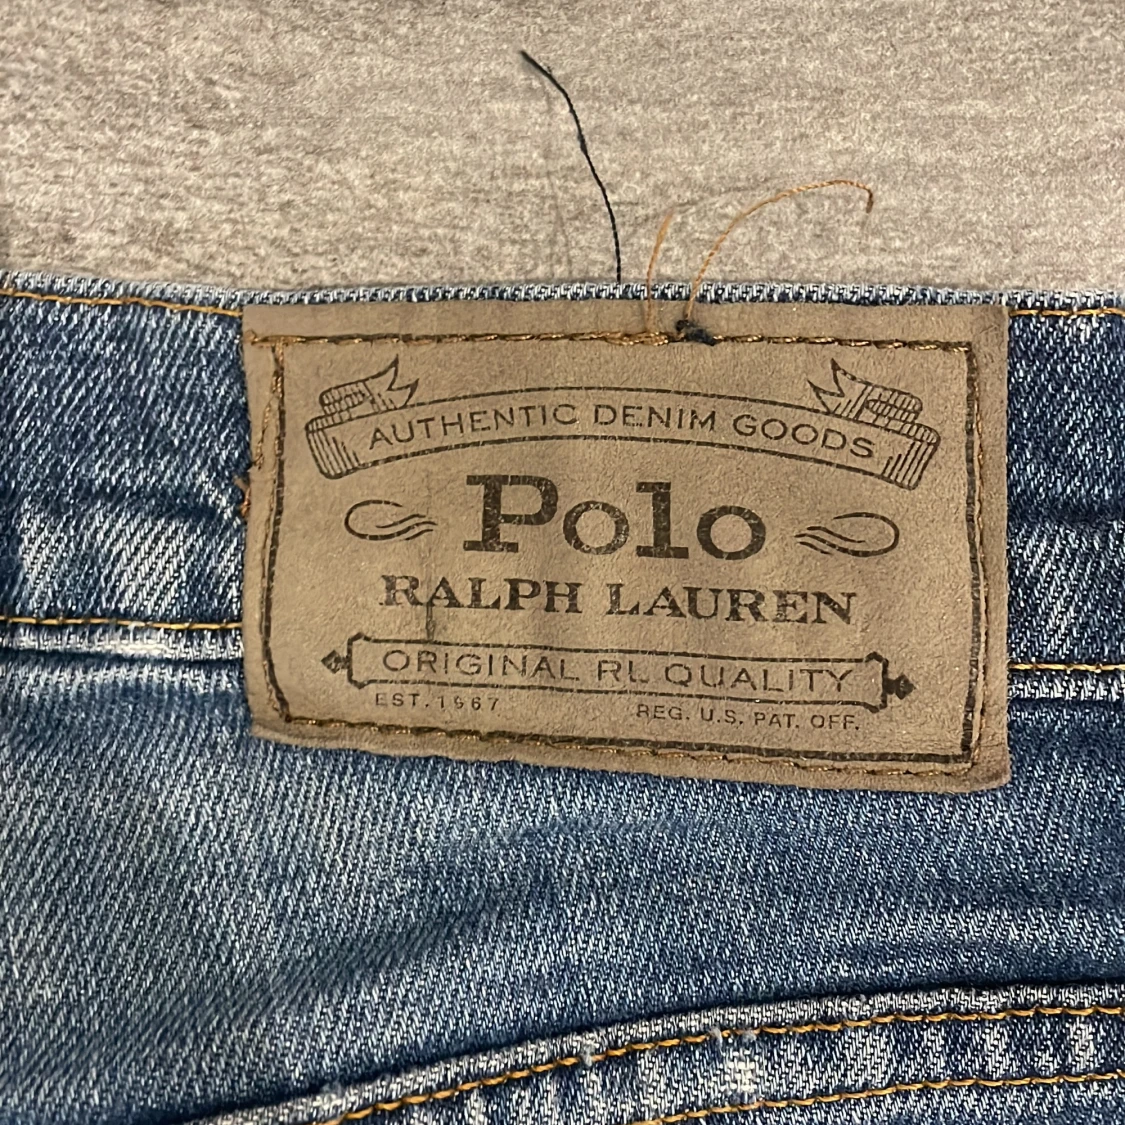 AUTHENTIC DENIM GOODS
Polo
RALPH LAUREN
ORIGINAL RL QUALITY
EST. 1967
REG. U.S. PAT. OFF.